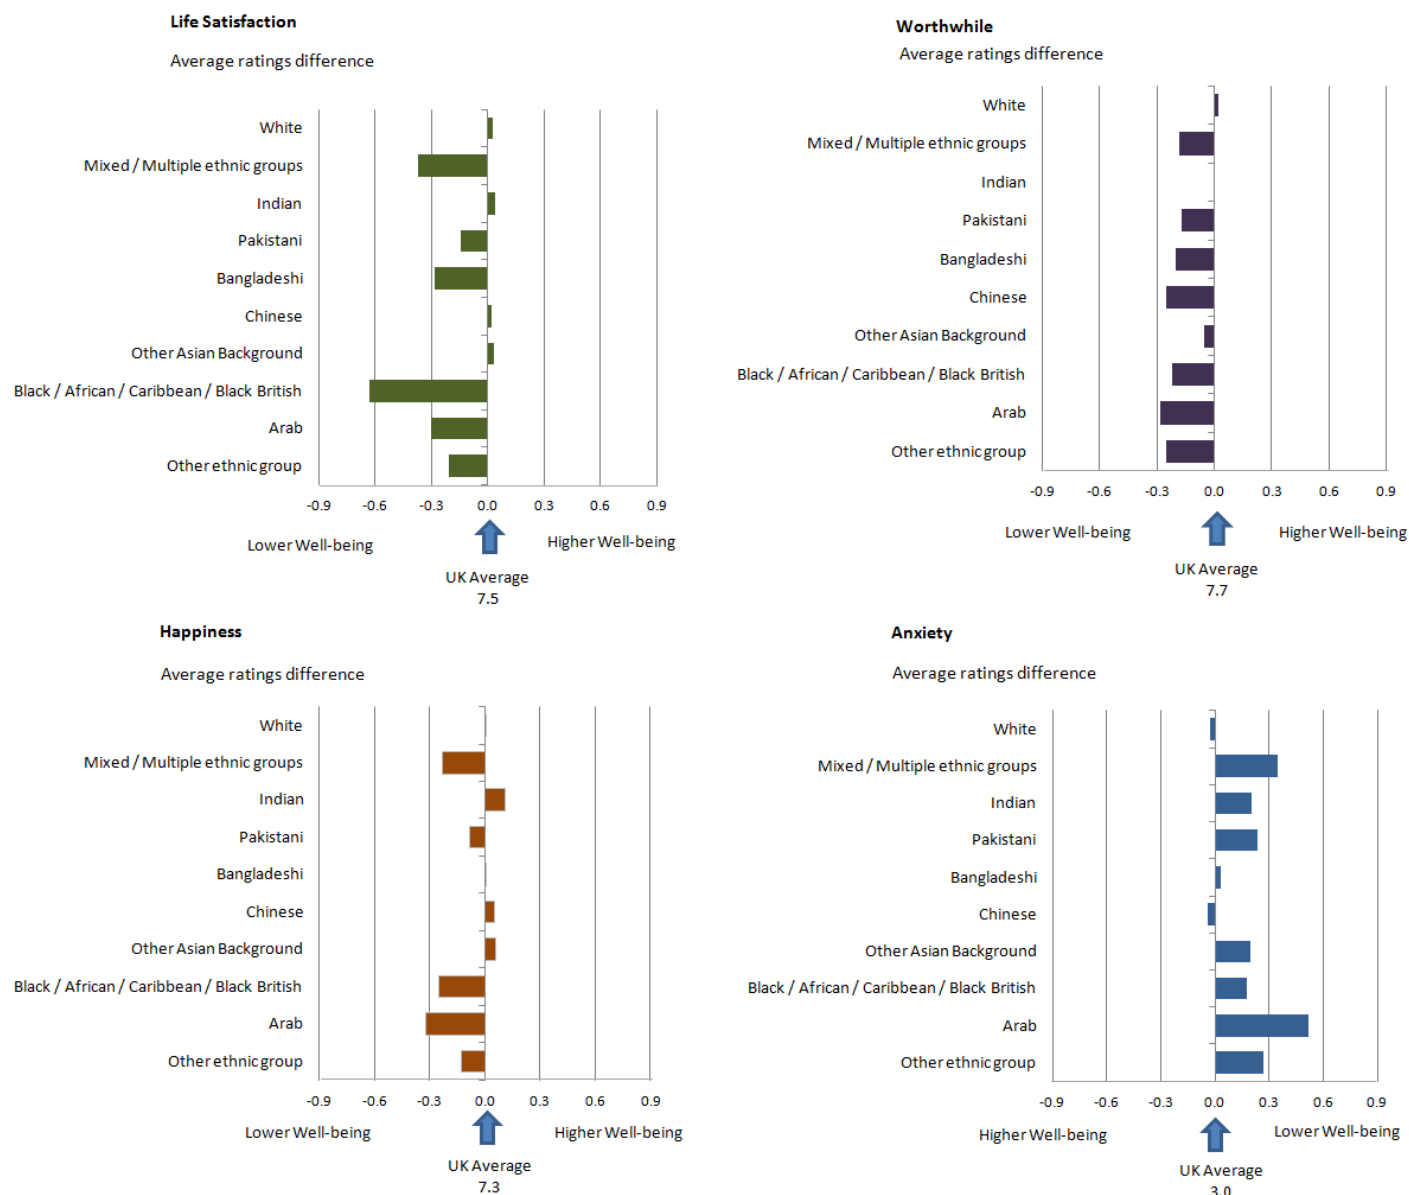 Life Satisfaction
Average ratings difference
White
Mixed / Multiple ethnic groups
Indian
Pakistani
Bangladeshi
Chinese
Other Asian Background
Black / African / Caribbean / Black British
Arab
Other ethnic group
-0.9 -0.6 -0.3 0.0 0.3 0.6 0.9
Lower Well-being Higher Well-being
UK Average
7.5
Worthwhile
Average ratings difference
White
Mixed / Multiple ethnic groups
Indian
Pakistani
Bangladeshi
Chinese
Other Asian Background
Black / African / Caribbean / Black British
Arab
Other ethnic group
-0.9 -0.6 -0.3 0.0 0.3 0.6 0.9
Lower Well-being Higher Well-being
UK Average
7.7
Happiness
Average ratings difference
White
Mixed / Multiple ethnic groups
Indian
Pakistani
Bangladeshi
Chinese
Other Asian Background
Black / African / Caribbean / Black British
Arab
Other ethnic group
-0.9 -0.6 -0.3 0.0 0.3 0.6 0.9
Lower Well-being Higher Well-being
UK Average
7.3
Anxiety
Average ratings difference
White
Mixed / Multiple ethnic groups
Indian
Pakistani
Bangladeshi
Chinese
Other Asian Background
Black / African / Caribbean / Black British
Arab
Other ethnic group
-0.9 -0.6 -0.3 0.0 0.3 0.6 0.9
Higher Well-being Lower Well-being
UK Average
3.0